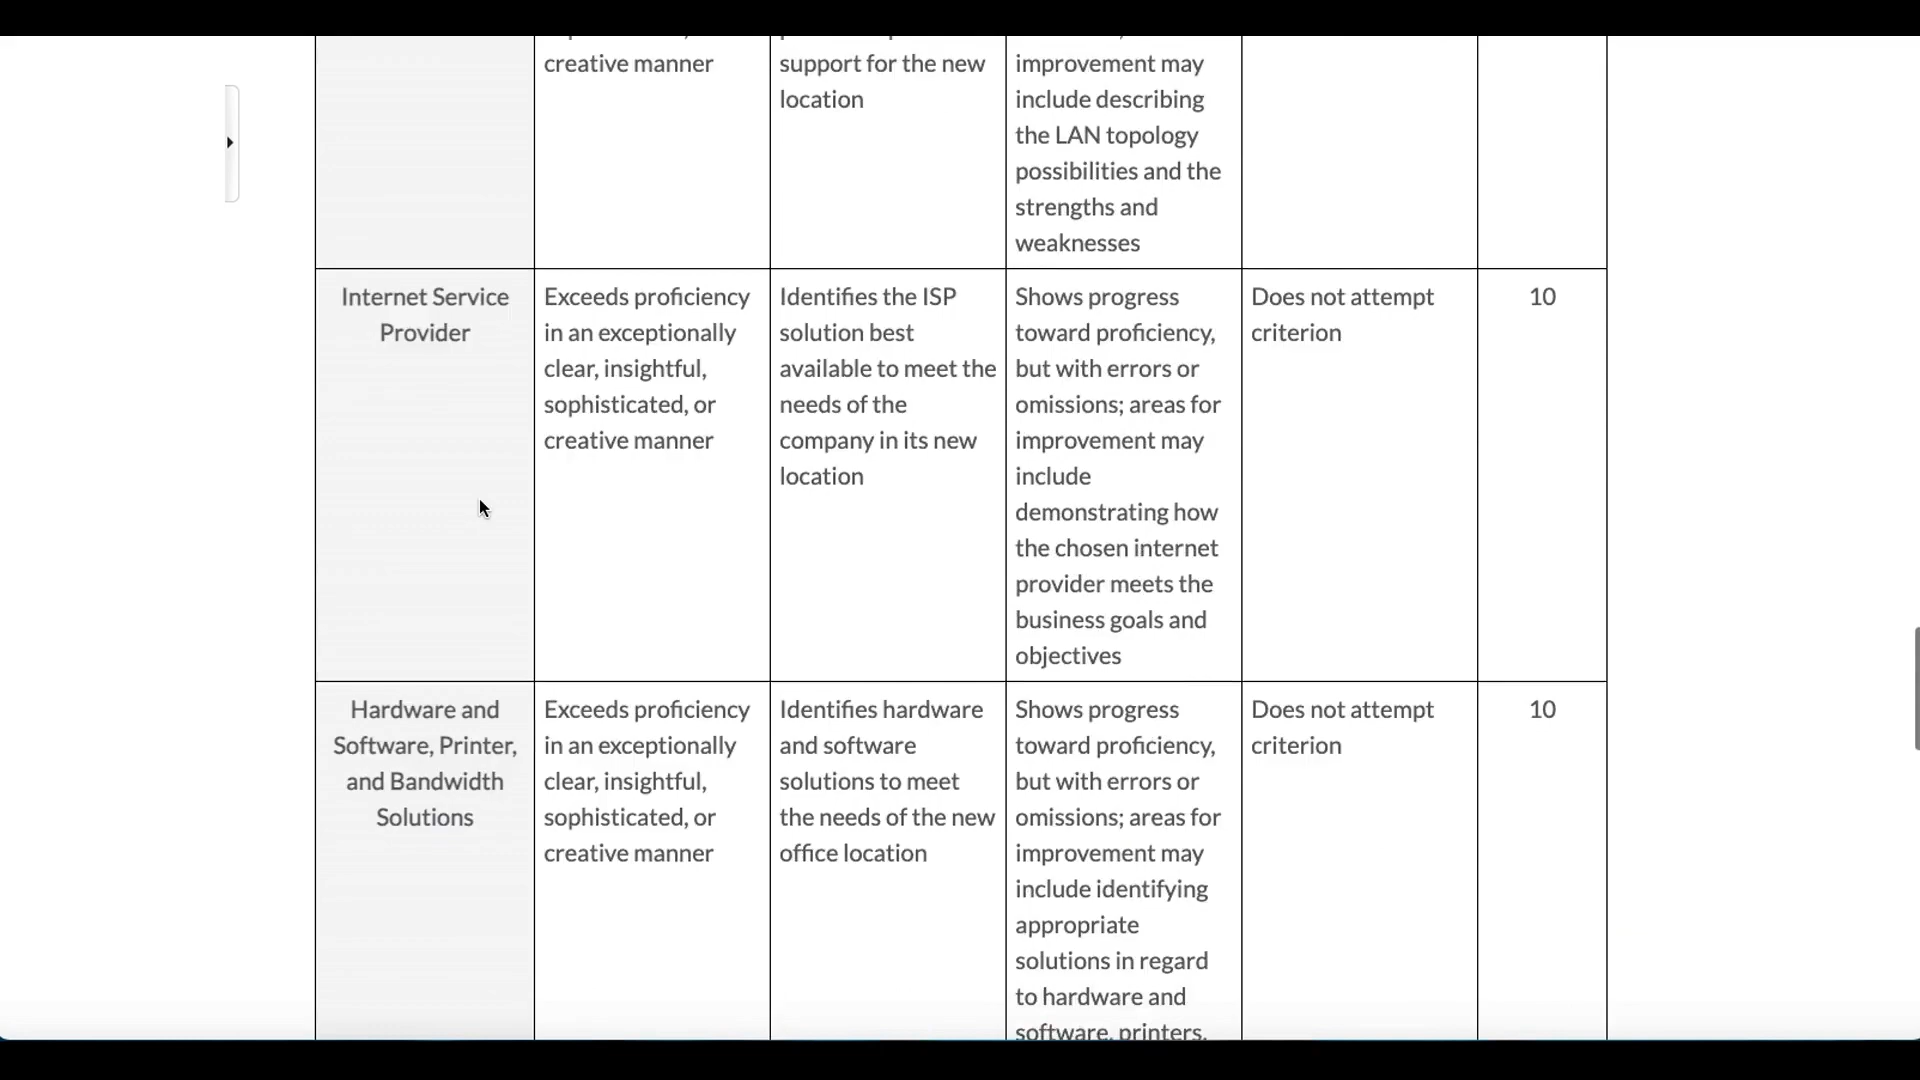 creative manner
support for the new
location
improvement may
include describing
the LAN topology
possibilities and the
strengths and
weaknesses
Internet Service
Provider
Exceeds proficiency
in an exceptionally
clear, insightful,
sophisticated, or
creative manner
Identifies the ISP
solution best
available to meet the
needs of the
company in its new
location
Shows progress
toward proficiency,
but with errors or
omissions; areas for
improvement may
include
demonstrating how
the chosen internet
provider meets the
business goals and
objectives
Does not attempt
criterion
10
Hardware and
Software, Printer,
and Bandwidth
Solutions
Exceeds proficiency
in an exceptionally
clear, insightful,
sophisticated, or
creative manner
Identifies hardware
and software
solutions to meet
the needs of the new
office location
Shows progress
toward proficiency,
but with errors or
omissions; areas for
improvement may
include identifying
appropriate
solutions in regard
to hardware and
software, printers,
Does not attempt
criterion
10